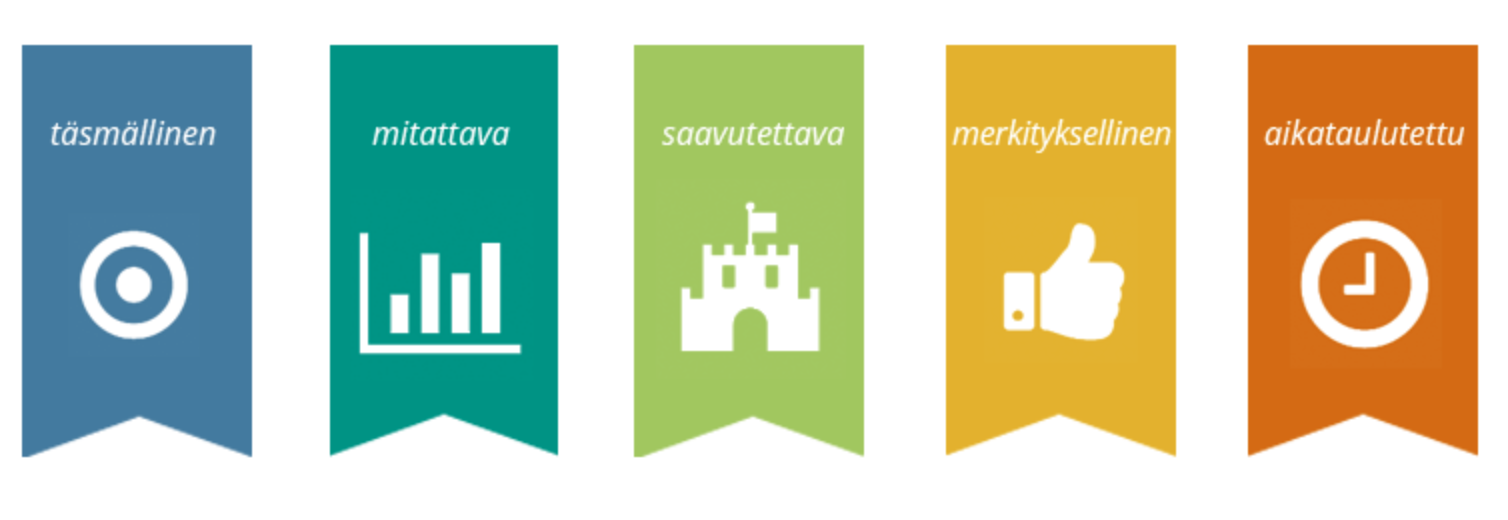 täsmällinen
mitattava
saavutettava
merkityksellinen
aikataulutettu